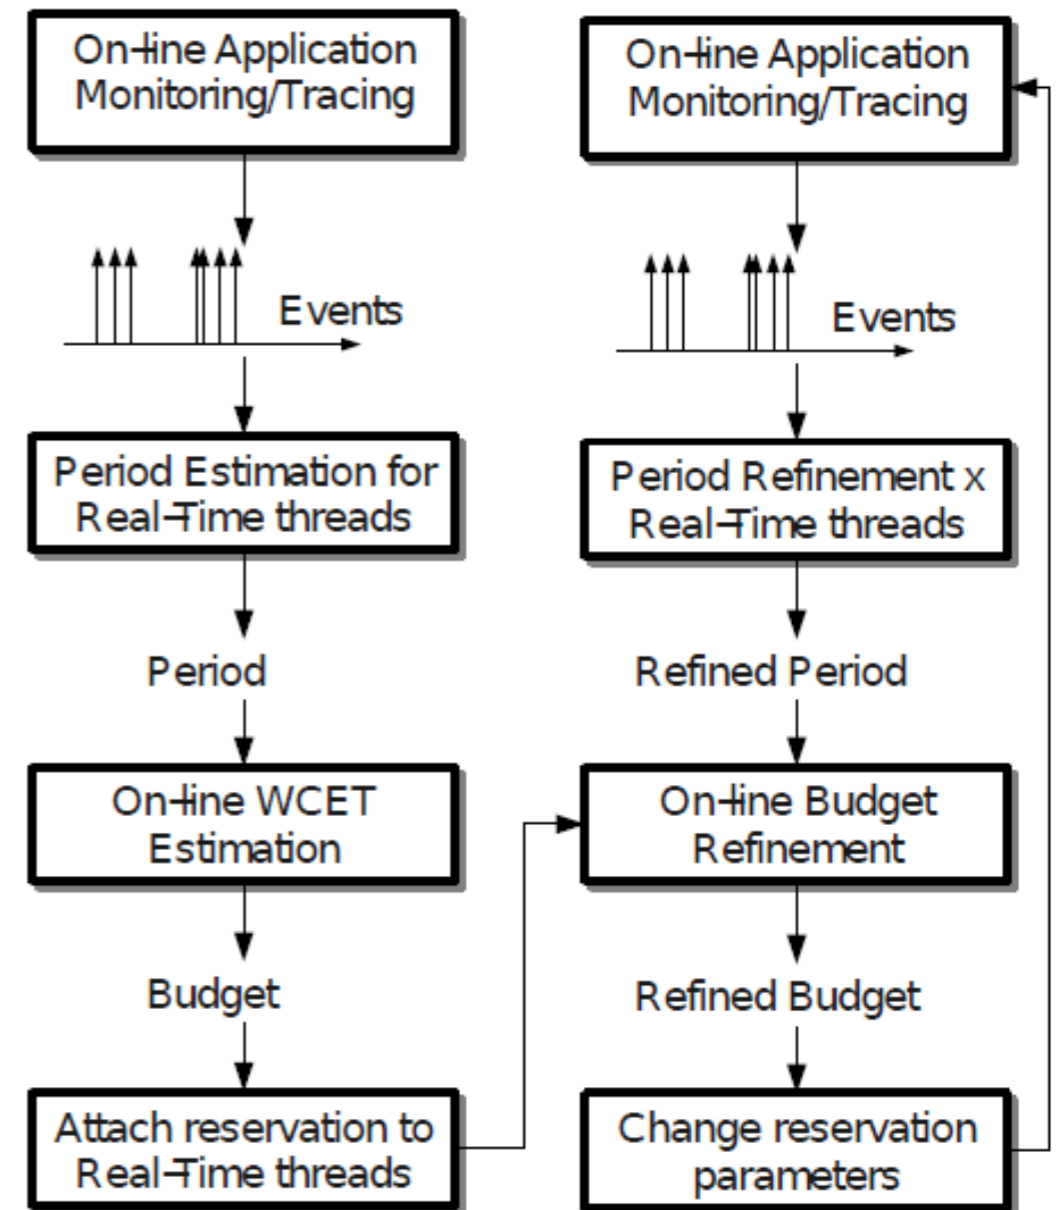 On-line Application
Monitoring/Tracing
Events
Period Estimation for
Real-Time threads
Period
On-line WCET
Estimation
Budget
Attach reservation to
Real-Time threads
On-line Application
Monitoring/Tracing
Events
Period Refinement x
Real-Time threads
Refined Period
On-line Budget
Refinement
Refined Budget
Change reservation
parameters